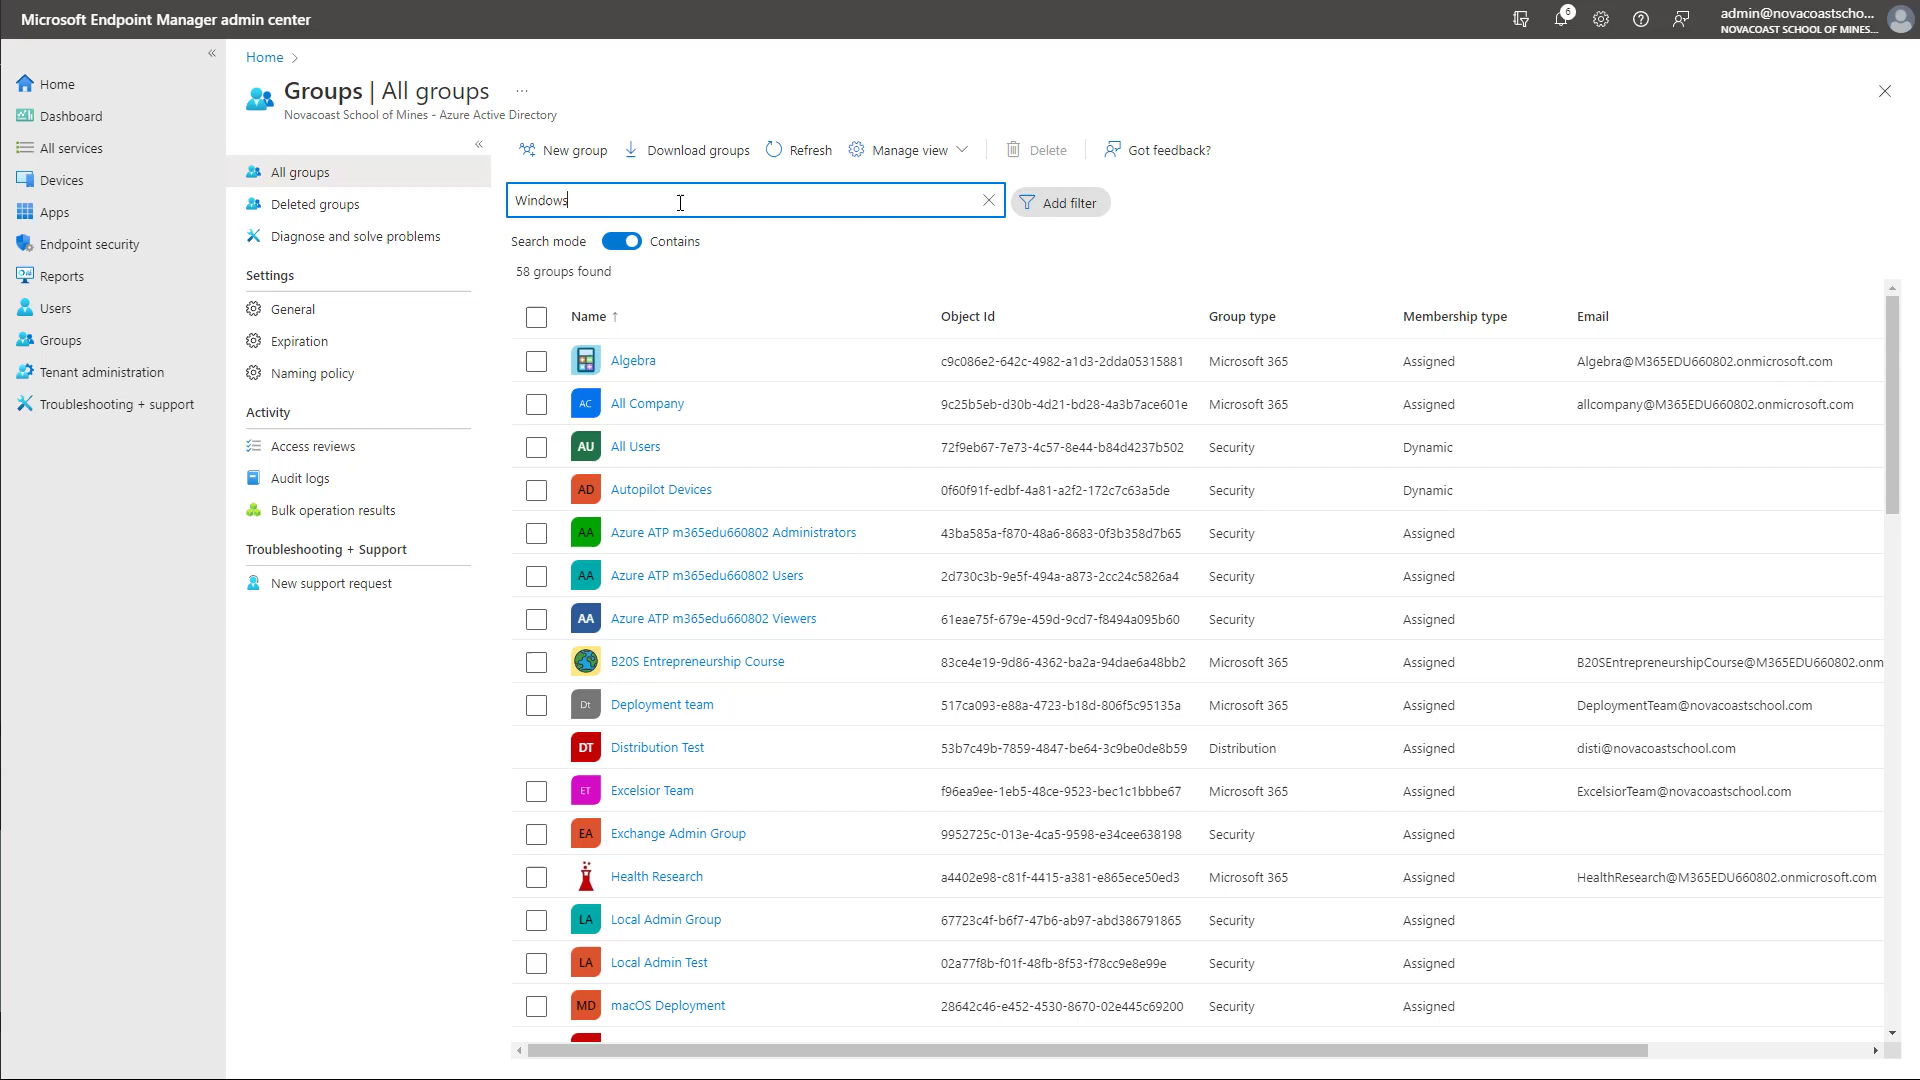 Microsoft Endpoint Manager admin center
6
admin@novacoastscho...
NOVACOAST SCHOOL OF MINES...
Home
Dashboard
All services
Devices
Apps
Endpoint security
Reports
Users
Groups
Tenant administration
Troubleshooting + support
Home
Groups | All groups
Novacoast School of Mines - Azure Active Directory
All groups
Deleted groups
Diagnose and solve problems
Settings
General
Expiration
Naming policy
Activity
Access reviews
Audit logs
Bulk operation results
Troubleshooting + Support
New support request
New group Download groups Refresh Manage view Delete Got feedback?
Windows
Add filter
Search mode Contains
58 groups found
Name ↑ Object Id Group type Membership type Email
Algebra c9c086e2-642c-4982-a1d3-2dda05315881 Microsoft 365 Assigned Algebra@M365EDU660802.onmicrosoft.com
AC All Company 9c25b5eb-d30b-4d21-bd28-4a3b7ace601e Microsoft 365 Assigned allcompany@M365EDU660802.onmicrosoft.com
AU All Users 72f9eb67-7e73-4c57-8e44-b84d4237b502 Security Dynamic
AD Autopilot Devices 0f60f91f-edbf-4a81-a2f2-172c7c63a5de Security Dynamic
AA Azure ATP m365edu660802 Administrators 43ba585a-f870-48a6-8683-0f3b358d7b65 Security Assigned
AA Azure ATP m365edu660802 Users 2d730c3b-9e5f-494a-a873-2cc24c5826a4 Security Assigned
AA Azure ATP m365edu660802 Viewers 61eae75f-679e-459d-9cd7-f8494a095b60 Security Assigned
B20S Entrepreneurship Course 83ce4e19-9d86-4362-ba2a-94dae6a48bb2 Microsoft 365 Assigned B20SEntrepreneurshipCourse@M365EDU660802.onm
Dt Deployment team 517ca093-e88a-4723-b18d-806f5c95135a Microsoft 365 Assigned DeploymentTeam@novacoastschool.com
DT Distribution Test 53b7c49b-7859-4847-be64-3c9be0de8b59 Distribution Assigned disti@novacoastschool.com
ET Excelsior Team f96ea9ee-1eb5-48ce-9523-bec1c1bbbe67 Microsoft 365 Assigned ExcelsiorTeam@novacoastschool.com
EA Exchange Admin Group 9952725c-013e-4ca5-9598-e34cee638198 Security Assigned
Health Research a4402e98-c81f-4415-a381-e865ece50ed3 Microsoft 365 Assigned HealthResearch@M365EDU660802.onmicrosoft.com
LA Local Admin Group 67723c4f-b6f7-47b6-ab97-abd386791865 Security Assigned
LA Local Admin Test 02a77f8b-f01f-48fb-8f53-f78cc9e8e99e Security Assigned
MD macOS Deployment 28642c46-e452-4530-8670-02e445c69200 Security Assigned